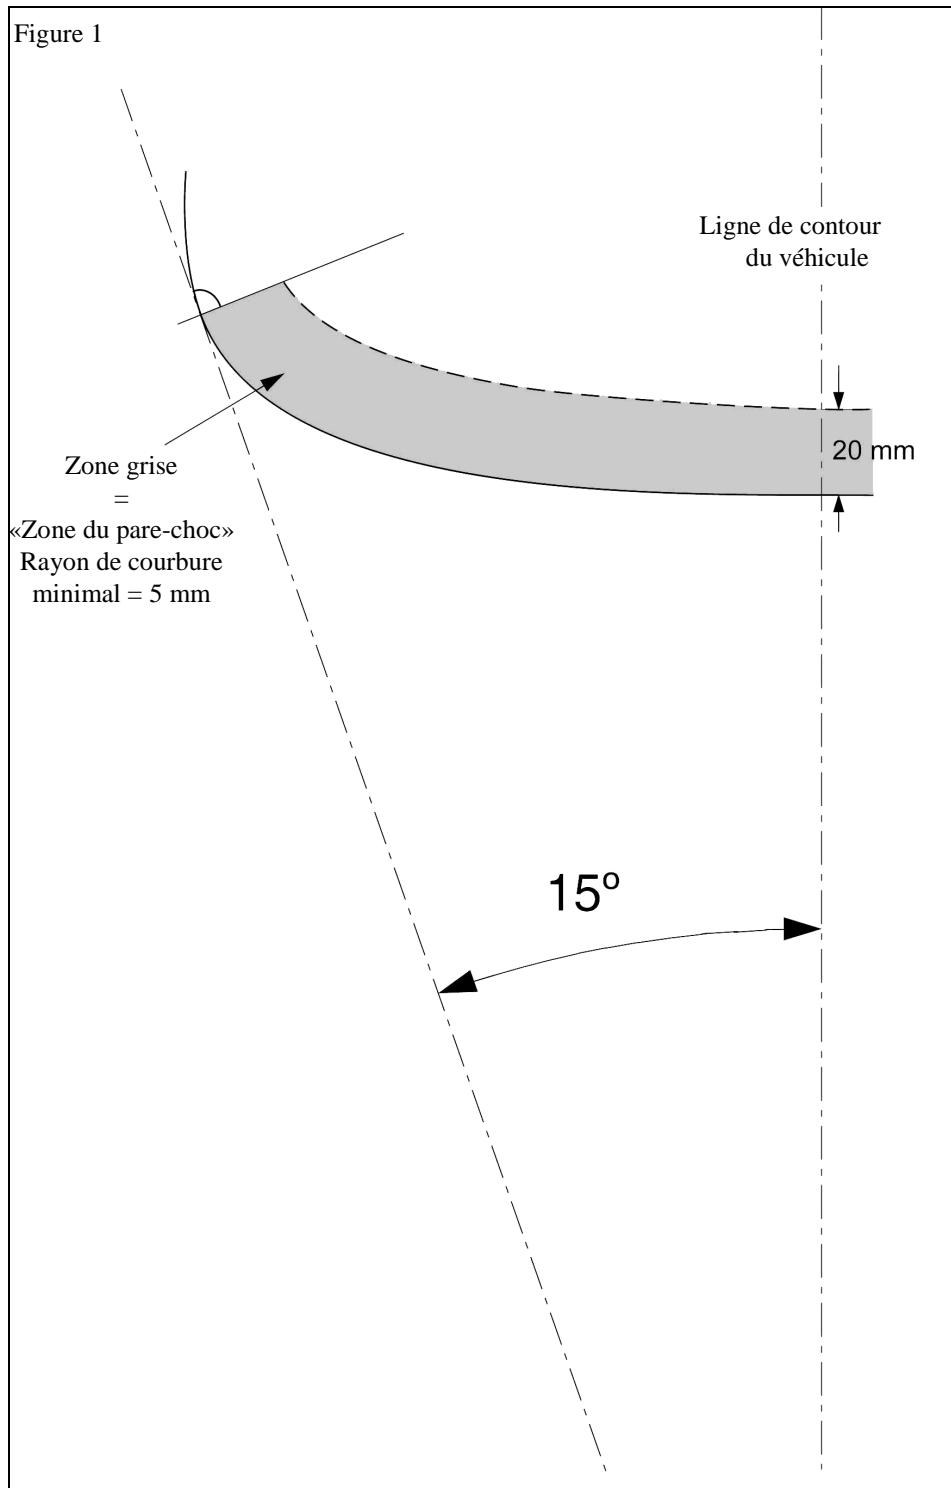 Figure 1
Ligne de contour
du véhicule
20 mm
Zone grise
=
«Zone du pare-choc»
Rayon de courbure
minimal = 5 mm
15º